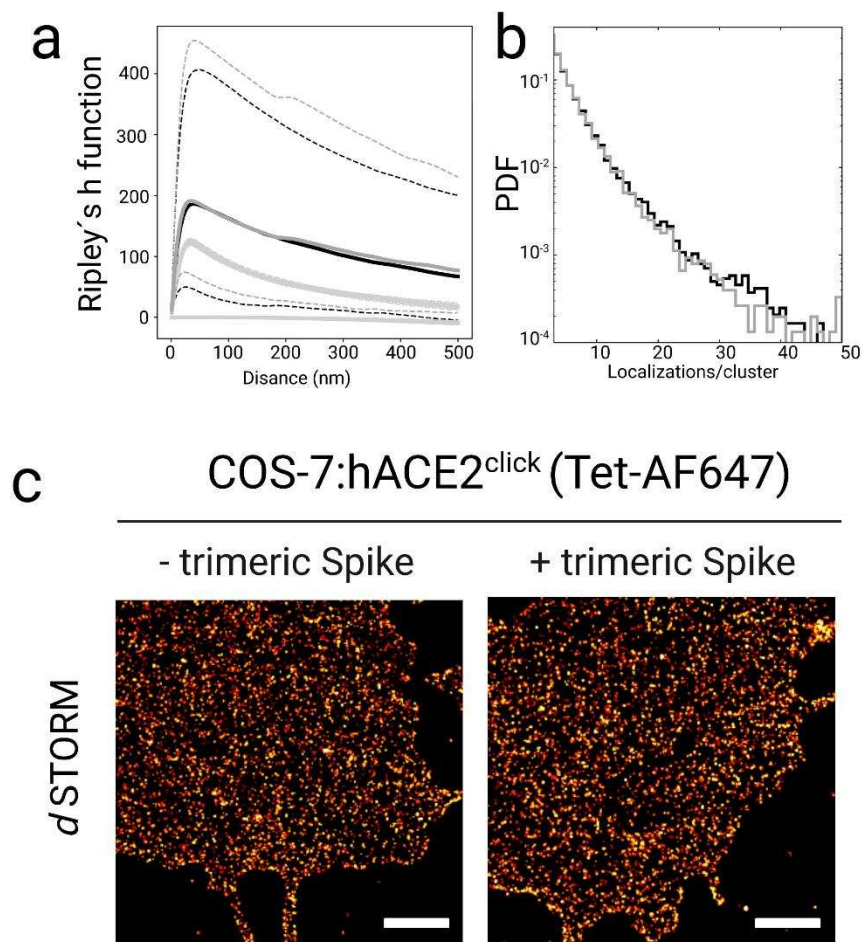 a
Ripley´s h function
400
300
200
100
0
0 100 200 300 400 500
Disance (nm)
b
PDF
10-1
10-2
10-3
10-4
10 20 30 40 50
Localizations/cluster
c
COS-7:hACE2click (Tet-AF647)
- trimeric Spike
+ trimeric Spike
dSTORM